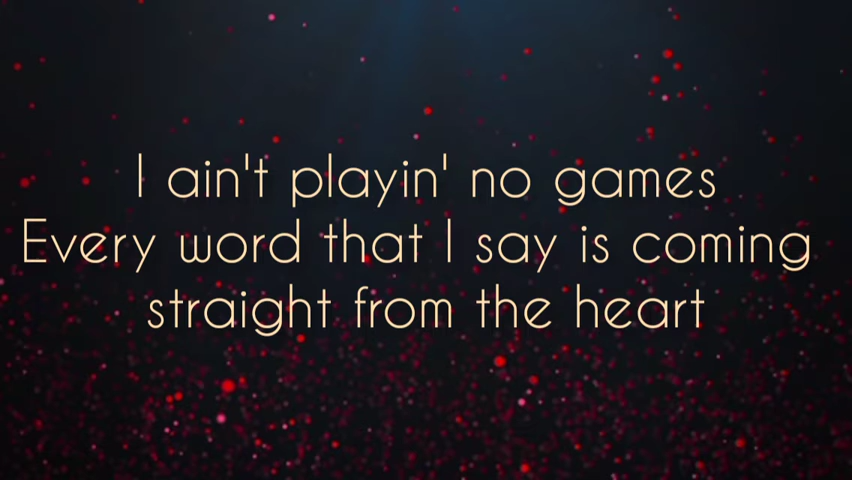 I ain't playin' no games
Every word that I say is coming
straight from the heart